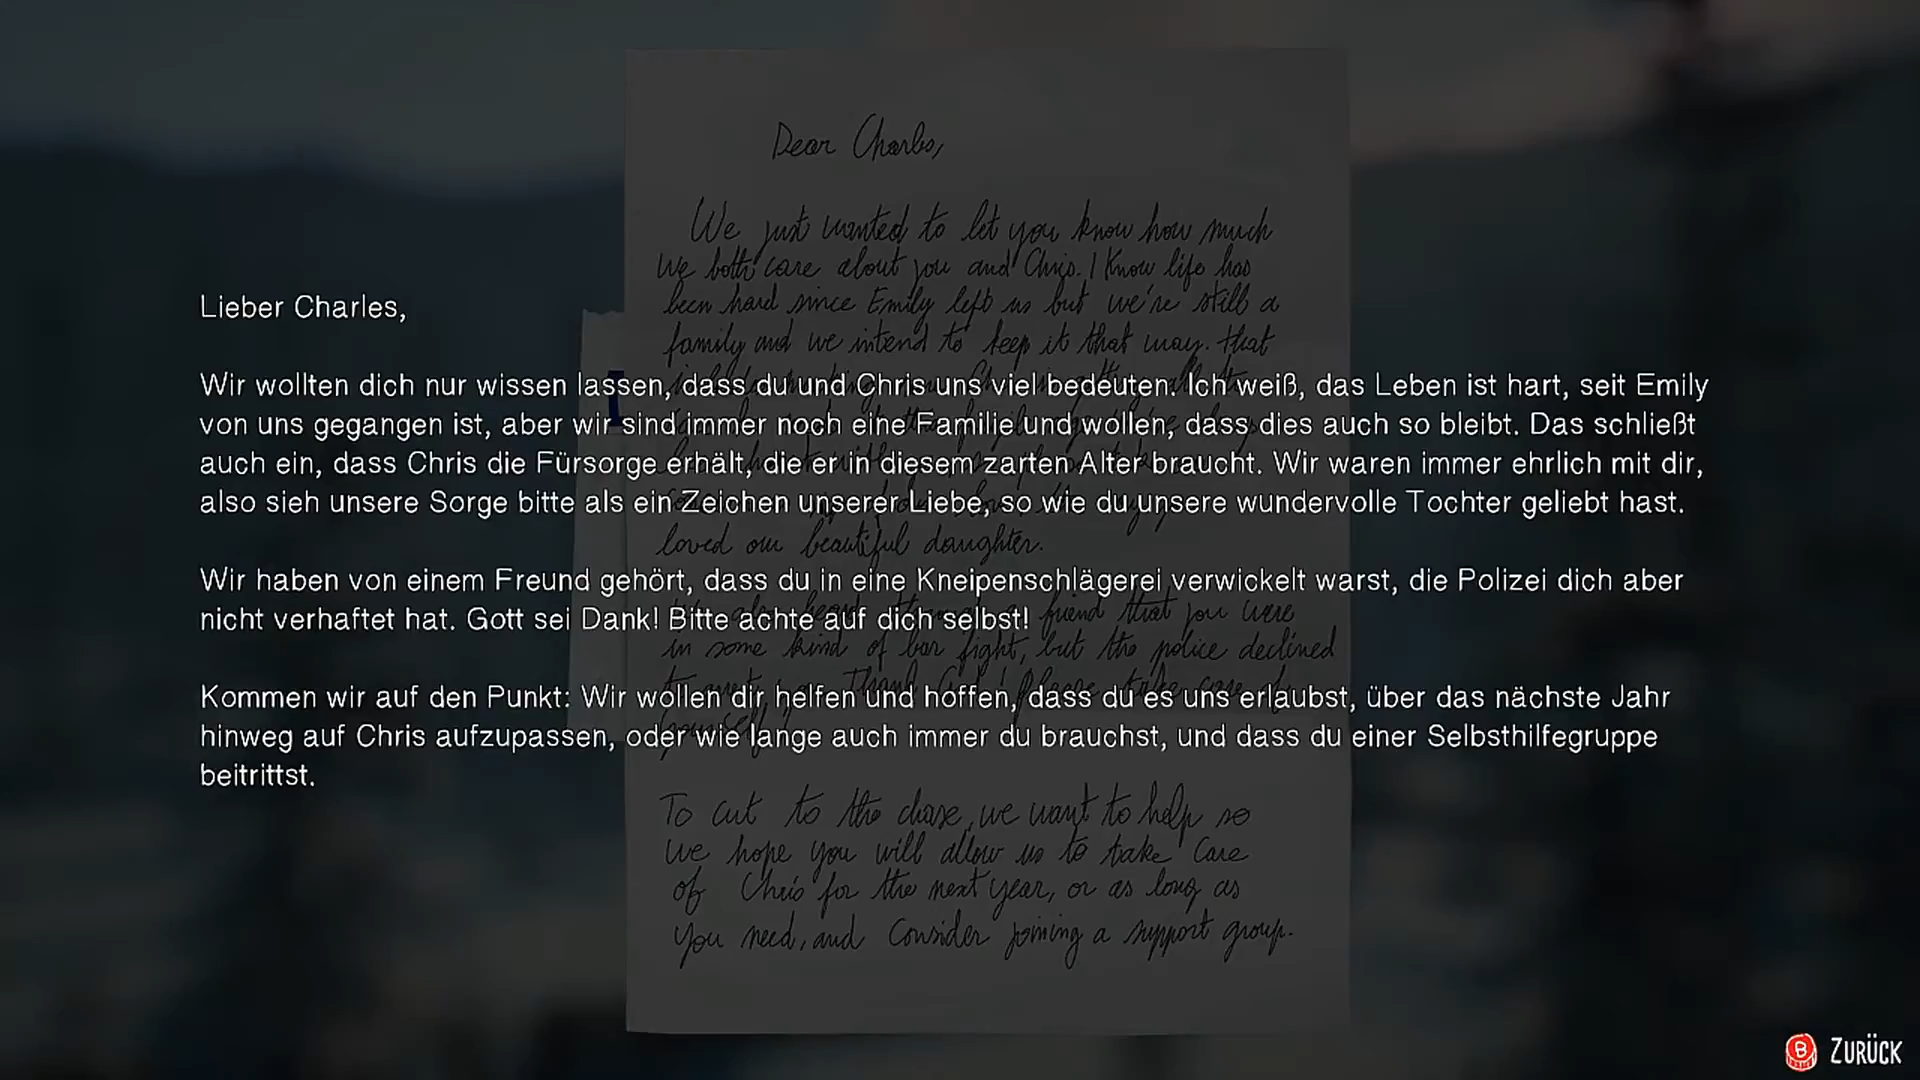 Dear Charles,
We just wanted to let you know how much
we both care about you and Chris. I know life has
been hard since Emily left us but we're still a
family and we intend to keep it that way. that
loved our beautiful daughter.
friend that you were
in some kind of bar fight, but the police declined
yourself!
To cut to the chase, we want to help so
we hope you will allow us to take care
of Chris for the next year, or as long as
you need, and consider joining a support group.
Lieber Charles,
Wir wollten dich nur wissen lassen, dass du und Chris uns viel bedeuten. Ich weiß, das Leben ist hart, seit Emily
von uns gegangen ist, aber wir sind immer noch eine Familie und wollen, dass dies auch so bleibt. Das schließt
auch ein, dass Chris die Fürsorge erhält, die er in diesem zarten Alter braucht. Wir waren immer ehrlich mit dir,
also sieh unsere Sorge bitte als ein Zeichen unserer Liebe, so wie du unsere wundervolle Tochter geliebt hast.
Wir haben von einem Freund gehört, dass du in eine Kneipenschlägerei verwickelt warst, die Polizei dich aber
nicht verhaftet hat. Gott sei Dank! Bitte achte auf dich selbst!
Kommen wir auf den Punkt: Wir wollen dir helfen und hoffen, dass du es uns erlaubst, über das nächste Jahr
hinweg auf Chris aufzupassen, oder wie lange auch immer du brauchst, und dass du einer Selbsthilfegruppe
beitrittst.
B ZURÜCK